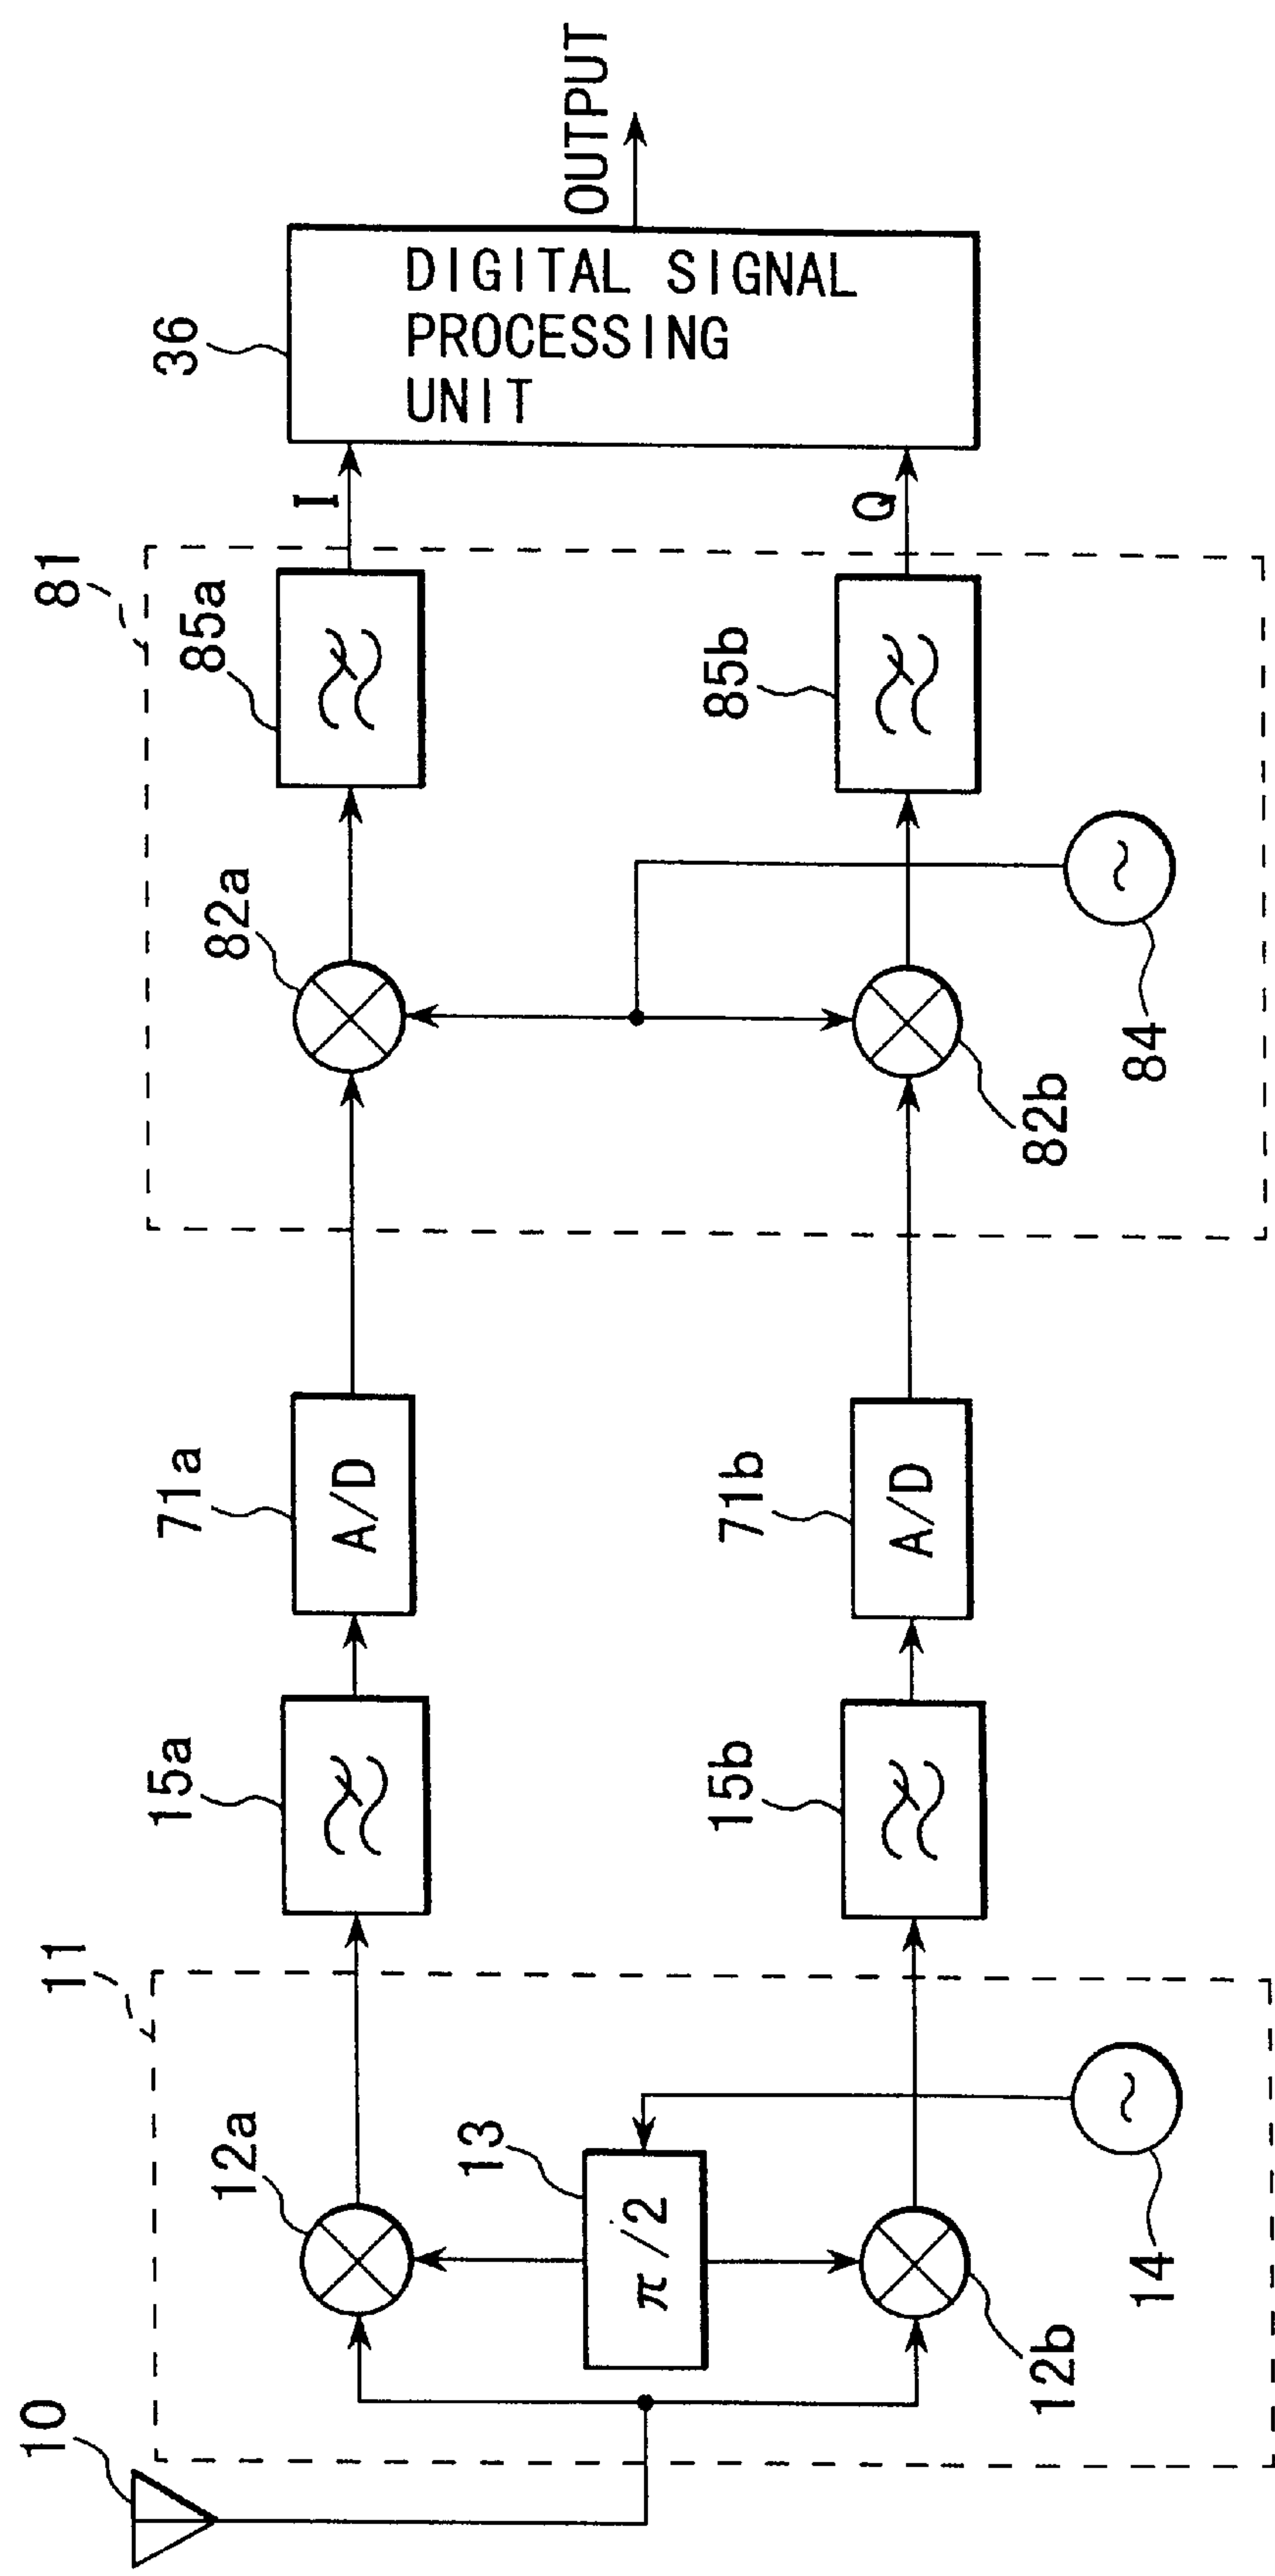 10
11
12a
13
π/2
12b
14
15a
15b
71a
A/D
71b
A/D
81
82a
82b
84
85a
85b
I
Q
36
DIGITAL SIGNAL
PROCESSING
UNIT
OUTPUT